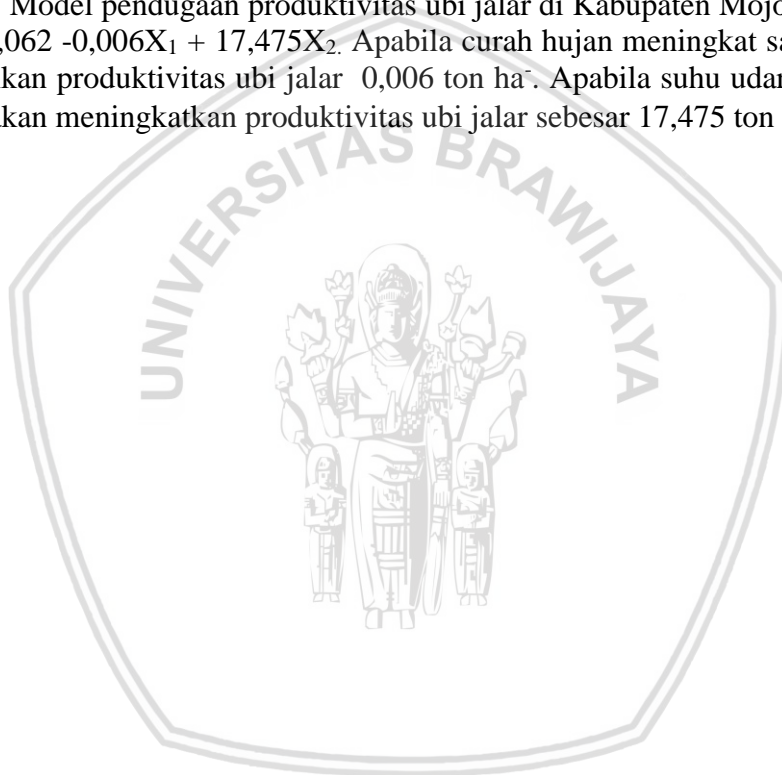 Model pendugaan produktivitas ubi jalar di Kabupaten Mojo
,062 -0,006X₁ + 17,475X₂. Apabila curah hujan meningkat sa
kan produktivitas ubi jalar 0,006 ton ha⁻. Apabila suhu udar
akan meningkatkan produktivitas ubi jalar sebesar 17,475 ton
UNIVERSITAS BRAWIJAYA